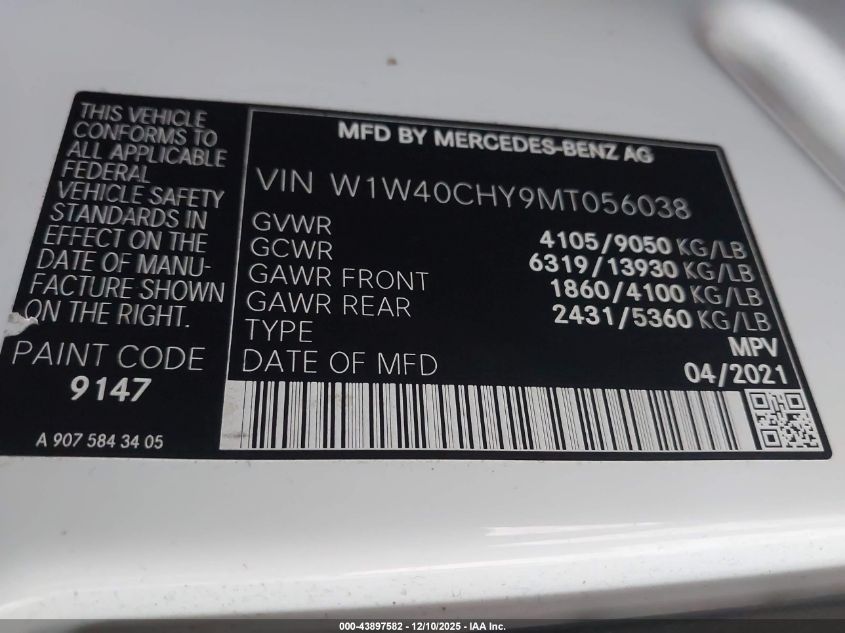 THIS VEHICLE
CONFORMS TO
ALL APPLICABLE
FEDERAL
VEHICLE SAFETY
STANDARDS IN
EFFECT ON THE
DATE OF MANU-
FACTURE SHOWN
ON THE RIGHT.
PAINT CODE
9147
A 907 584 34 05
MFD BY MERCEDES-BENZ AG
VIN W1W40CHY9MT056038
GVWR 4105/9050 KG/LB
GCWR 6319/13930 KG/LB
GAWR FRONT 1860/4100 KG/LB
GAWR REAR 2431/5360 KG/LB
TYPE MPV
DATE OF MFD 04/2021
000-43897582 - 12/10/2025 - IAA Inc.